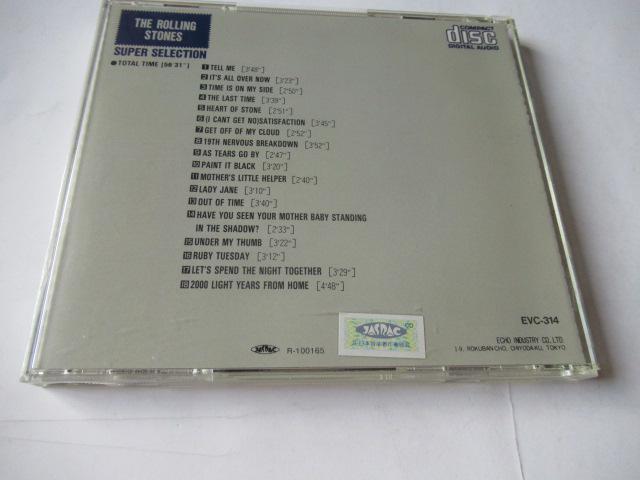 THE ROLLING
STONES
SUPER SELECTION
COMPACT
disc
DIGITAL AUDIO
●TOTAL TIME [56'31"]
1 TELL ME [3'48"]
2 IT'S ALL OVER NOW [3'23"]
3 TIME IS ON MY SIDE [2'50"]
4 THE LAST TIME [3'39"]
5 HEART OF STONE [2'51"]
6 (I CANT GET NO)SATISFACTION [3'45"]
7 GET OFF OF MY CLOUD [2'52"]
8 19TH NERVOUS BREAKDOWN [3'52"]
9 AS TEARS GO BY [2'47"]
10 PAINT IT BLACK [3'20"]
11 MOTHER'S LITTLE HELPER [2'40"]
12 LADY JANE [3'10"]
13 OUT OF TIME [3'40"]
14 HAVE YOU SEEN YOUR MOTHER BABY STANDING
IN THE SHADOW? [2'33"]
15 UNDER MY THUMB [3'22"]
16 RUBY TUESDAY [3'12"]
17 LET'S SPEND THE NIGHT TOGETHER [3'29"]
18 2000 LIGHT YEARS FROM HOME [4'48"]
JASRAC R-100165
JASRAC
EVC-314
ECHO INDUSTRY CO., LTD.
1-9, ROKUBANCHO, CHIYODA-KU, TOKYO